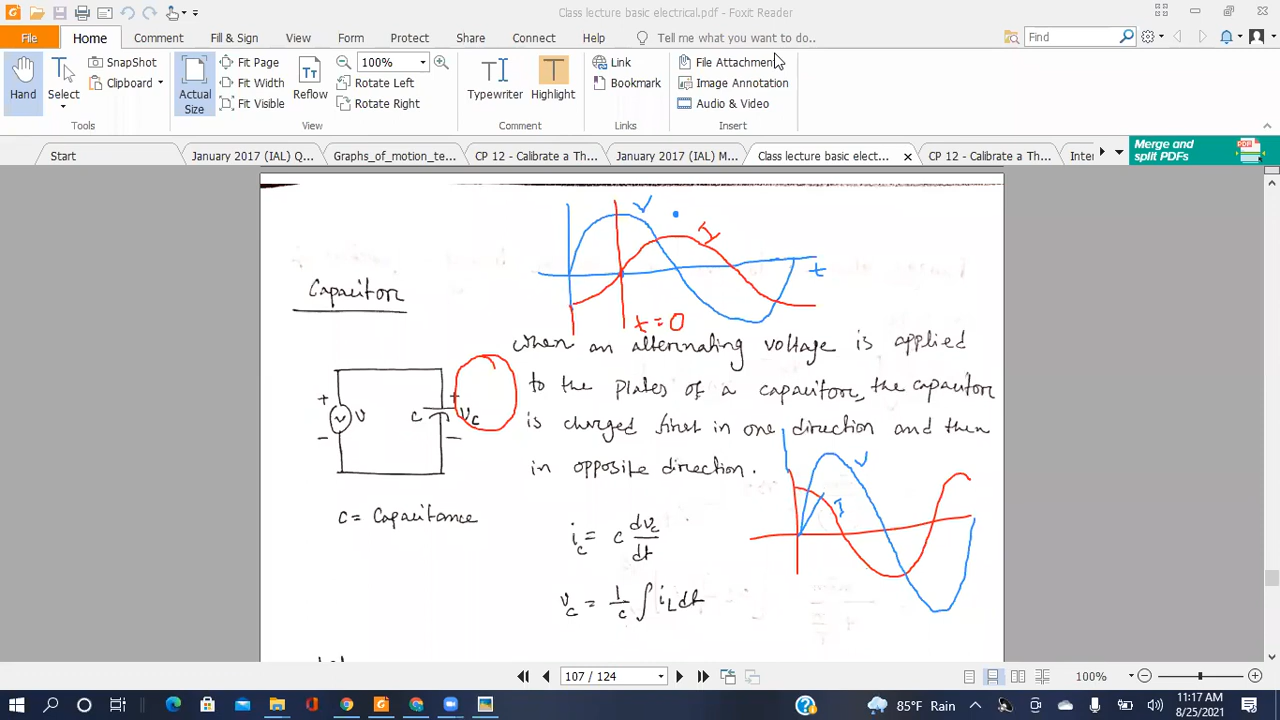 Class lecture basic electrical.pdf - Foxit Reader
File Home Comment Fill & Sign View Form Protect Share Connect Help Tell me what you want to do.. Find
SnapShot Fit Page 100% Rotate Left Link File Attachment
Clipboard Fit Width Rotate Right Bookmark Image Annotation
Hand Select Actual Size Fit Visible Reflow Typewriter Highlight Audio & Video
Tools View Comment Links Insert
Start January 2017 (IAL) Q... Graphs_of_motion_te... CP 12 - Calibrate a Th... January 2017 (IAL) M... Class lecture basic electr... CP 12 - Calibrate a Th... Inter
Merge and split PDFs
V I
t
t=0
Capacitor
when an alternating voltage is applied
to the plates of a capacitor, the capacitor
is charged first in one direction and then
in opposite direction.
+ v - C + Vc -
C = Capacitance
V
I
ic = c dvc/dt
vc = 1/c ∫ iL dt
107 / 124 100%
85°F Rain 11:17 AM
8/25/2021